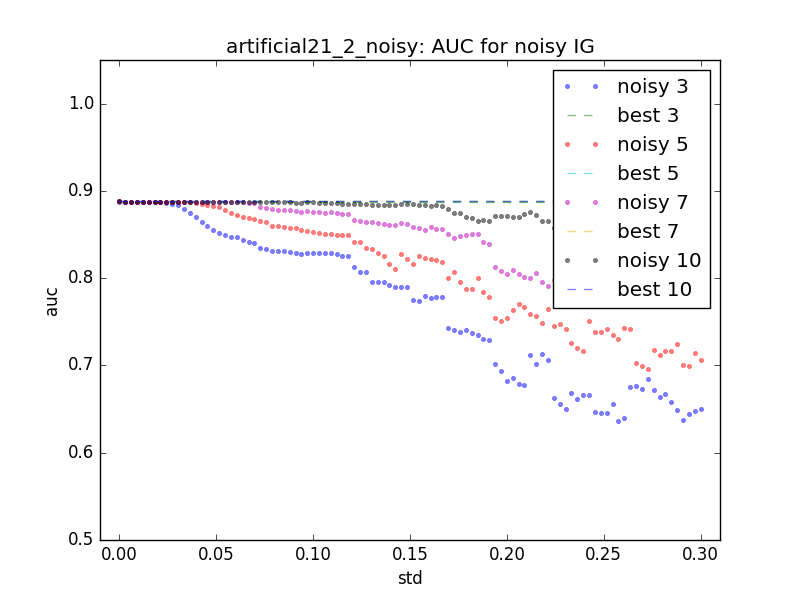 artificial21_2_noisy: AUC for noisy IG
noisy 3
best 3
noisy 5
best 5
noisy 7
best 7
noisy 10
best 10
1.0
0.9
0.8
0.7
0.6
0.5
auc
0.00 0.05 0.10 0.15 0.20 0.25 0.30
std